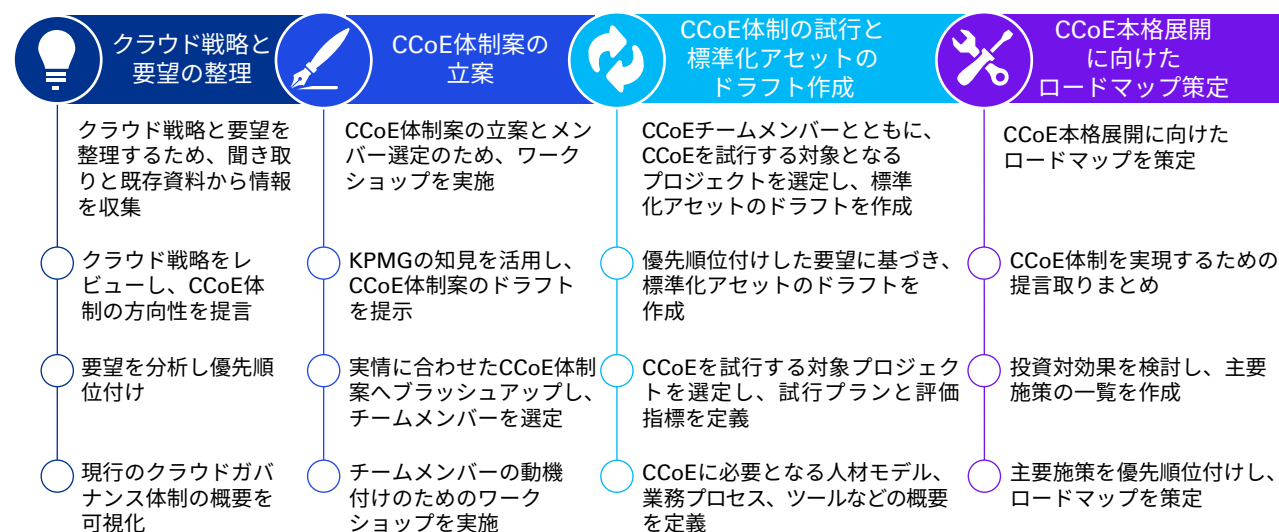 クラウド戦略と
要望の整理
クラウド戦略と要望を
整理するため、聞き取
りと既存資料から情報
を収集
クラウド戦略をレ
ビューし、CCoE体
制の方向性を提言
要望を分析し優先順
位付け
現行のクラウドガバ
ナンス体制の概要を
可視化
CCoE体制案の
立案
CCoE体制案の立案とメン
バー選定のため、ワーク
ショップを実施
KPMGの知見を活用し、
CCoE体制案のドラフト
を提示
実情に合わせたCCoE体制
案へブラッシュアップし、
チームメンバーを選定
チームメンバーの動機
付けのためのワーク
ショップを実施
CCoE体制の試行と
標準化アセットの
ドラフト作成
CCoEチームメンバーとともに、
CCoEを試行する対象となる
プロジェクトを選定し、標準
化アセットのドラフトを作成
優先順位付けした要望に基づき、
標準化アセットのドラフトを
作成
CCoEを試行する対象プロジェク
トを選定し、試行プランと評価
指標を定義
CCoEに必要となる人材モデル、
業務プロセス、ツールなどの概要
を定義
CCoE本格展開
に向けた
ロードマップ策定
CCoE本格展開に向けた
ロードマップを策定
CCoE体制を実現するための
提言取りまとめ
投資対効果を検討し、主要
施策の一覧を作成
主要施策を優先順位付けし、
ロードマップを策定